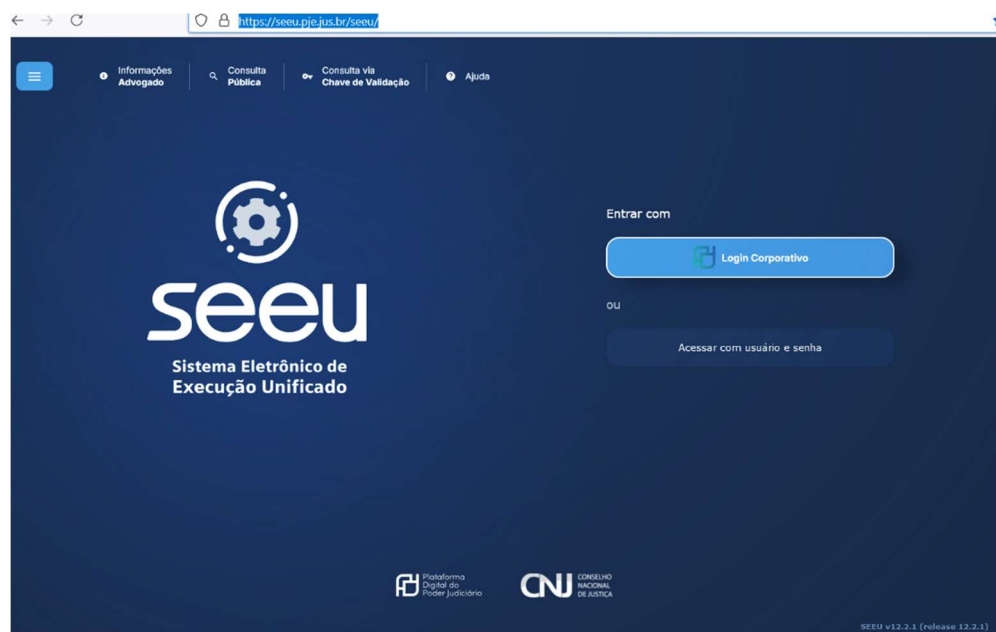 https://seeu.pje.jus.br/seeu/
Informações
Advogado
Consulta
Pública
Consulta via
Chave de Validação
Ajuda
seeu
Sistema Eletrônico de
Execução Unificado
Entrar com
Login Corporativo
ou
Acessar com usuário e senha
Plataforma
Digital do
Poder Judiciário
CNJ
CONSELHO
NACIONAL
DE JUSTIÇA
SEEU v12.2.1 (release 12.2.1)